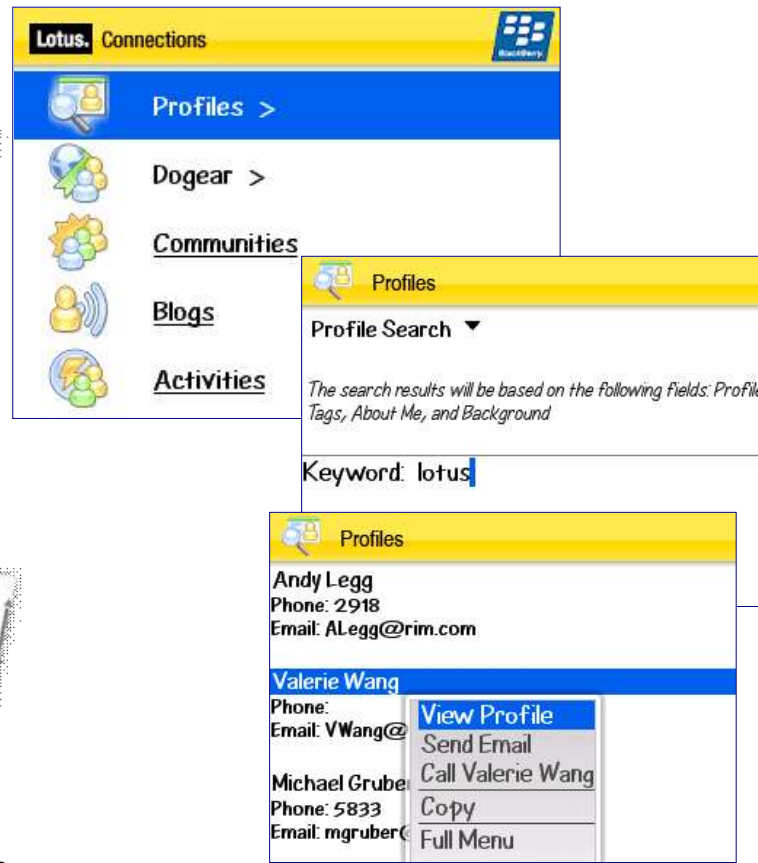 Lotus. Connections
BlackBerry
Profiles >
Dogear >
Communities
Blogs
Activities
Profiles
Profile Search ▼
The search results will be based on the following fields: Profile
Tags, About Me, and Background
Keyword: lotus
Profiles
Andy Legg
Phone: 2918
Email: ALegg@rim.com
Valerie Wang
Phone:
Email: VWang@
Michael Gruber
Phone: 5833
Email: mgruber@
View Profile
Send Email
Call Valerie Wang
Copy
Full Menu